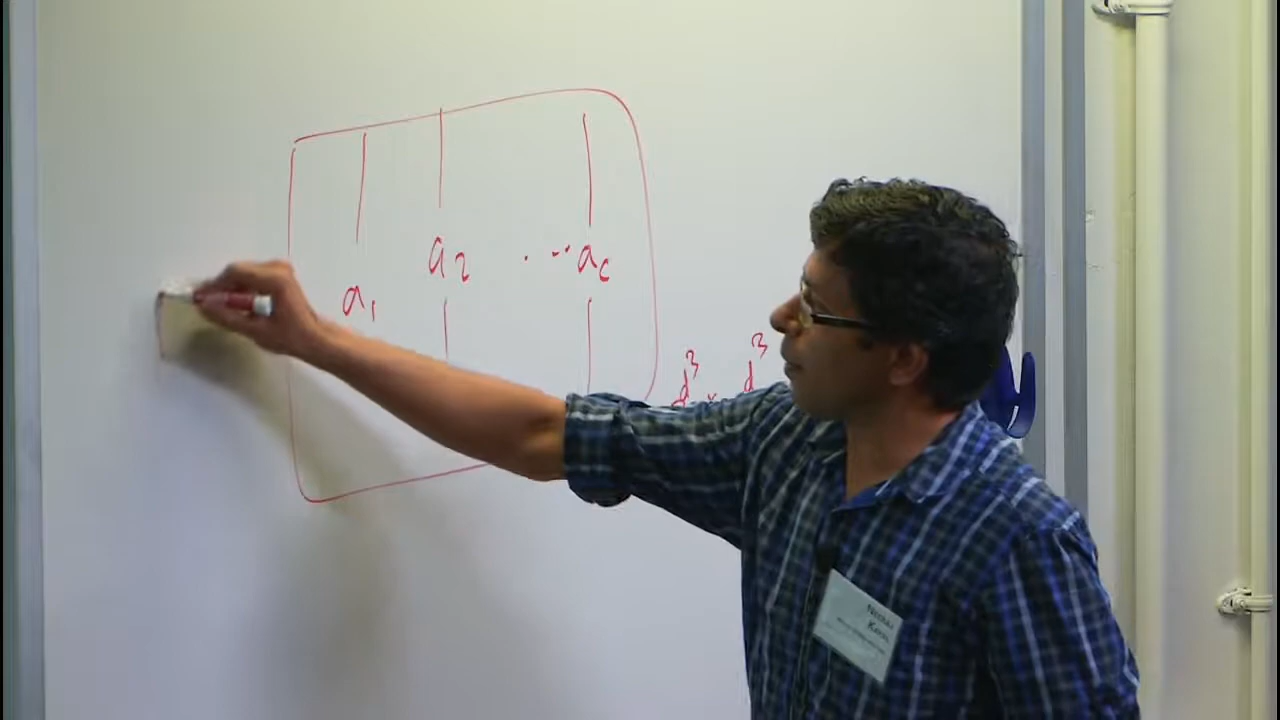 a₁ a₂ . -·· a_c
d³ × d³